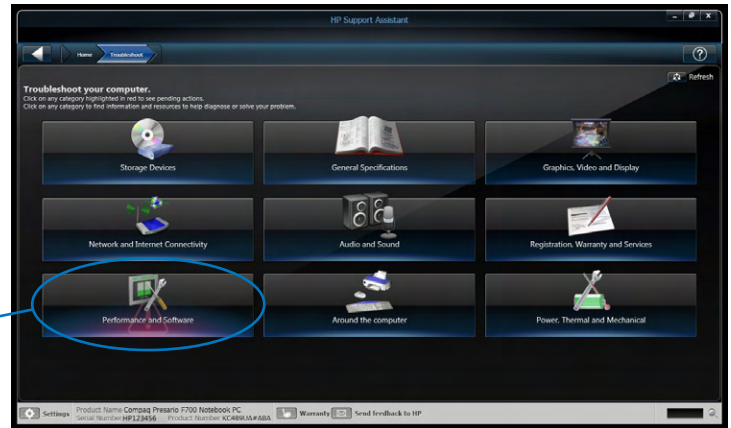 HP Support Assistant
Home Troubleshoot
Refresh
Troubleshoot your computer.
Click on any category highlighted in red to see pending actions.
Click on any category to find information and resources to help diagnose or solve your problem.
Storage Devices
General Specifications
Graphics, Video and Display
Network and Internet Connectivity
Audio and Sound
Registration, Warranty and Services
Performance and Software
Around the computer
Power, Thermal and Mechanical
Settings
Product Name Compaq Presario F700 Notebook PC
Serial Number HP123456 Product Number KC489UA#ABA
Warranty
Send feedback to HP